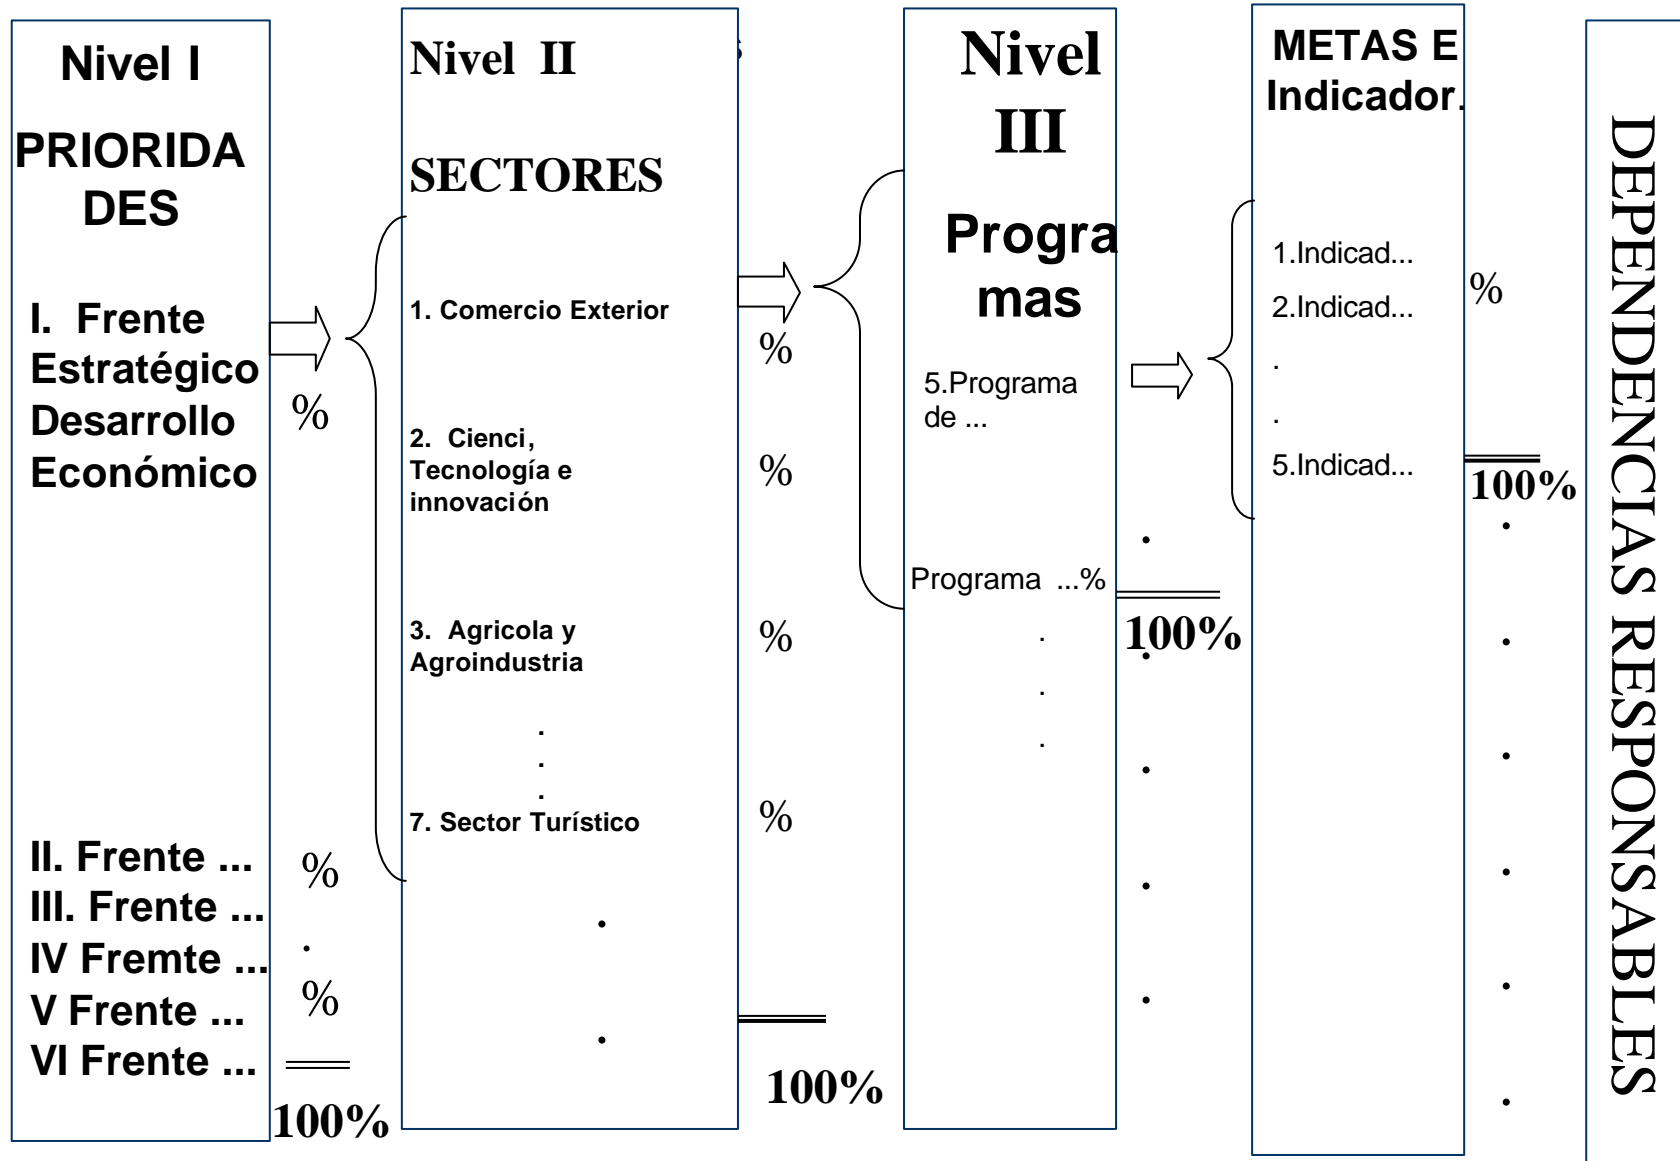 Nivel I
PRIORIDA
DES
I. Frente
Estratégico
Desarrollo
Económico
%
II. Frente ...
%
III. Frente ...
.
IV Fremte ...
V Frente ...
%
VI Frente ...
100%
Nivel II
SECTORES
1. Comercio Exterior
%
2. Cienci,
Tecnología e
innovación
%
3. Agricola y
Agroindustria
%
.
.
.
7. Sector Turístico
%
.
.
100%
Nivel
III
Progra
mas
5.Programa
de ...
Programa ...%
.
.
.
100%
.
.
.
.
.
METAS E
Indicador.
1.Indicad...
%
2.Indicad...
.
.
5.Indicad...
100%
.
.
.
.
.
.
DEPENDENCIAS RESPONSABLES